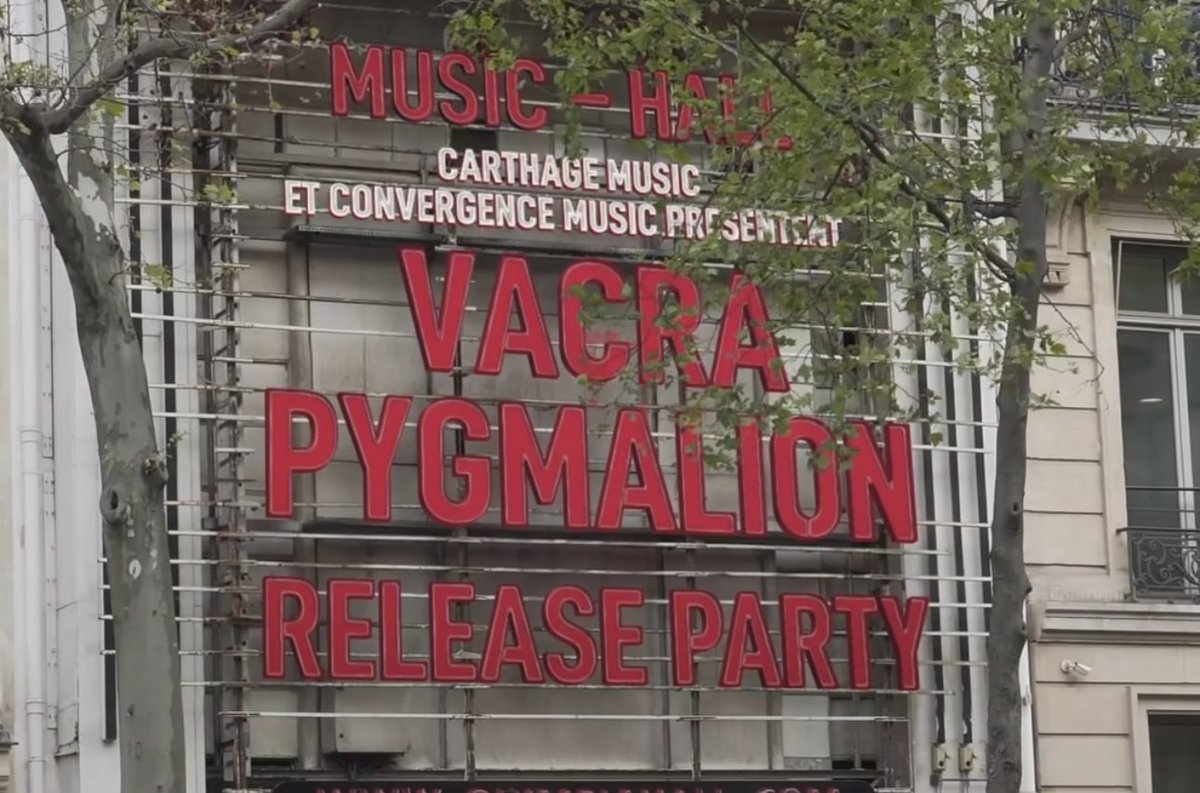 MUSIC - HALL
CARTHAGE MUSIC
ET CONVERGENCE MUSIC PRESENTENT
VACRA
PYGMALION
RELEASE PARTY